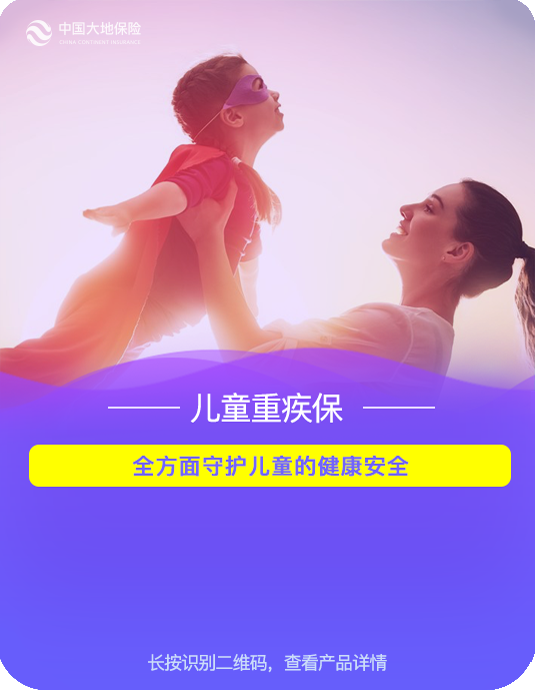 中国大地保险
CHINA CONTINENT INSURANCE
儿童重疾保
全方面守护儿童的健康安全
长按识别二维码，查看产品详情